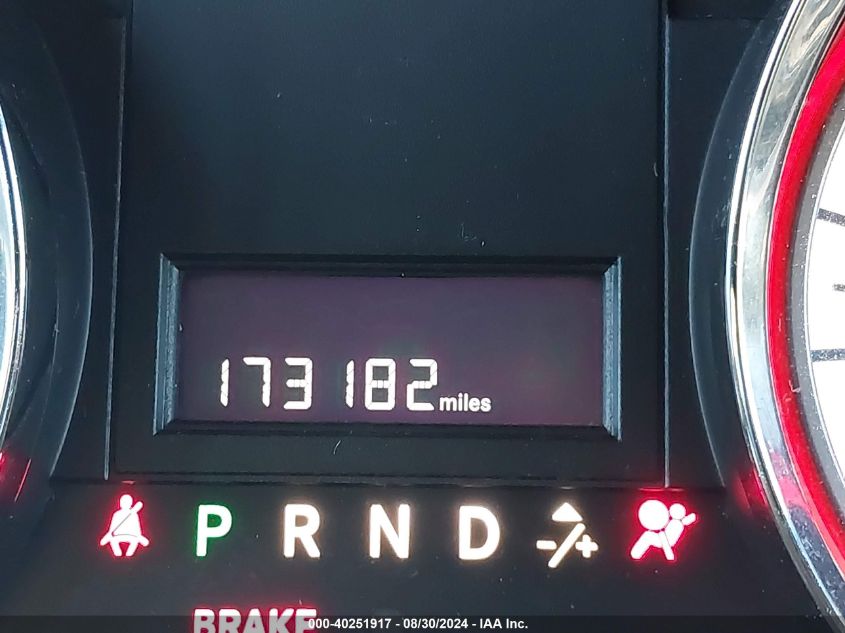 173182 miles
P R N D - +
BRAKE
000-40251917 - 08/30/2024 - IAA Inc.